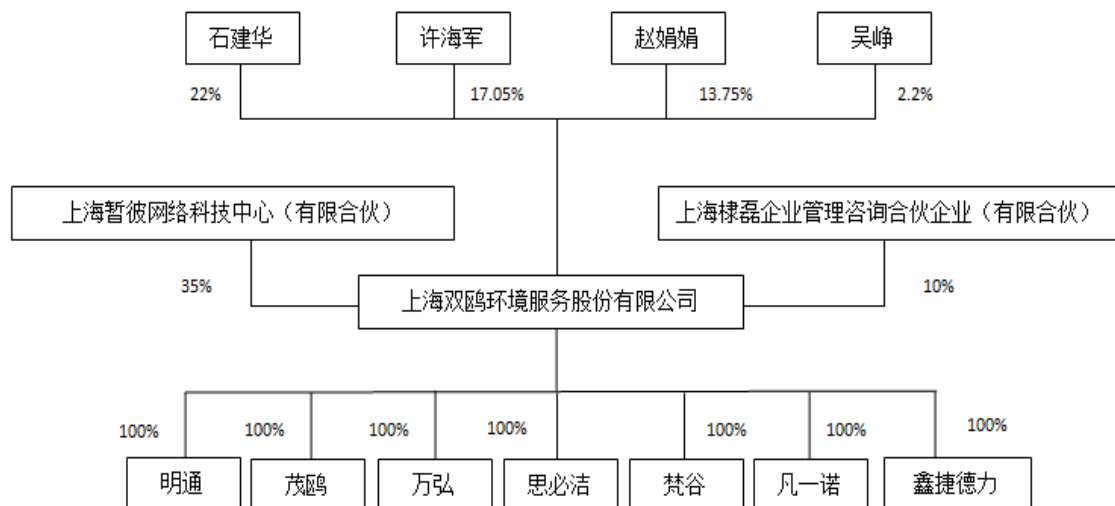 石建华
许海军
赵娟娟
吴峥
22%
17.05%
13.75%
2.2%
上海暂彼网络科技中心（有限合伙）
上海棣磊企业管理咨询合伙企业（有限合伙）
35%
10%
上海双鸥环境服务股份有限公司
100%
100%
100%
100%
100%
100%
100%
明通
茂鸥
万弘
思必洁
梵谷
凡一诺
鑫捷德力